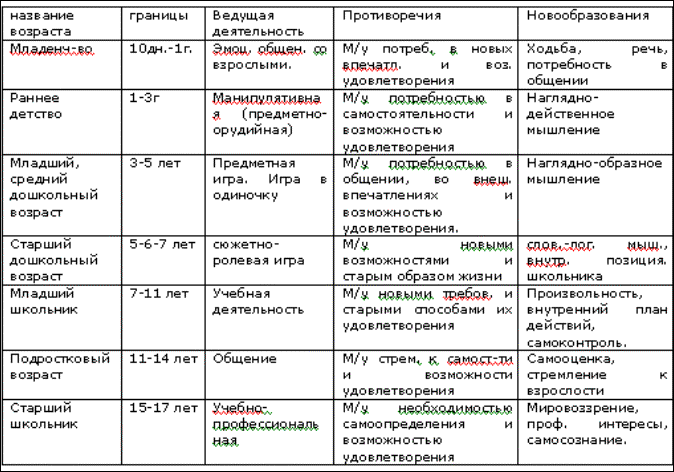 название возраста | границы | Ведущая деятельность | Противоречия | Новообразования
Младенч-во | 10дн.-1г. | Эмоц. общен. со взрослыми. | М/у потреб. в новых впечатл. и воз. удовлетворения | Ходьба, речь, потребность в общении
Раннее детство | 1-3г | Манипулятивная (предметно-орудийная) | М/у потребностью в самостоятельности и возможностью удовлетворения | Наглядно-действенное мышление
Младший, средний дошкольный возраст | 3-5 лет | Предметная игра. Игра в одиночку | М/у потребностью в общении, во внеш. впечатлениях и возможностью удовлетворения. | Наглядно-образное мышление
Старший дошкольный возраст | 5-6-7 лет | сюжетно-ролевая игра | М/у новыми возможностями и старым образом жизни | слов.-лог. мыш., внутр. позиция. школьника
Младший школьник | 7-11 лет | Учебная деятельность | М/у новыми требов. и старыми способами их удовлетворения | Произвольность, внутренний план действий, самоконтроль.
Подростковый возраст | 11-14 лет | Общение | М/у стрем. к самост-ти и возможности удовлетворения | Самооценка, стремление к взрослости
Старший школьник | 15-17 лет | Учебно-профессиональная | М/у необходимостью самоопределения и возможностью удовлетворения | Мировоззрение, проф. интересы, самосознание.